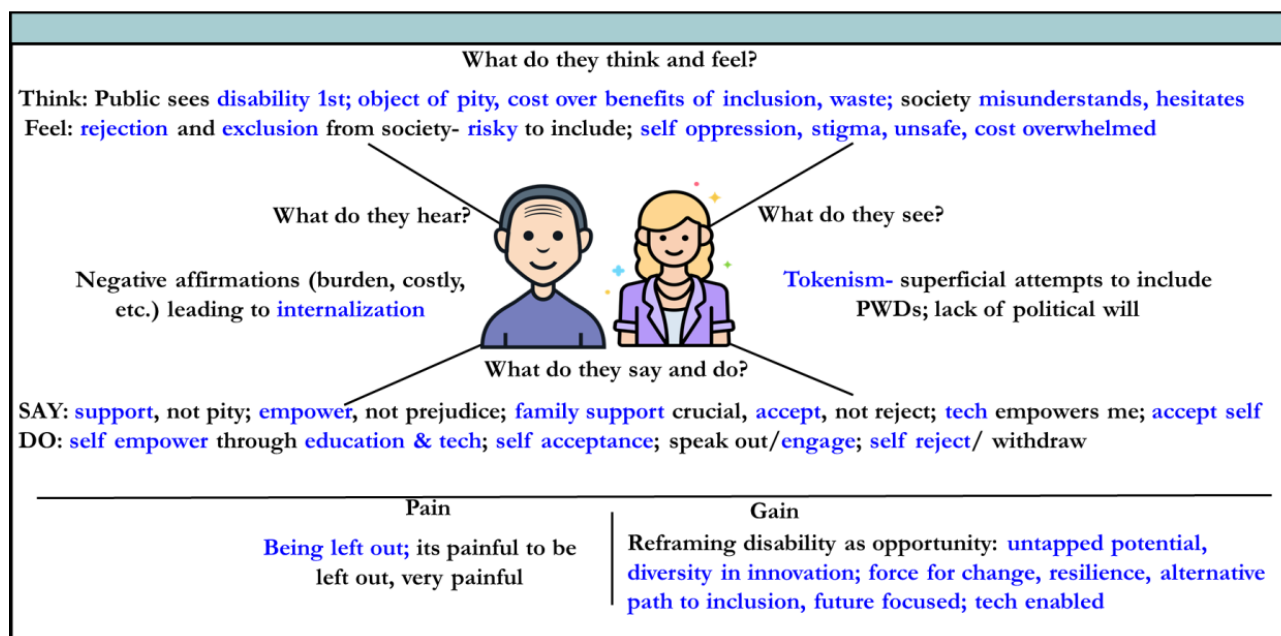 What do they think and feel?
Think: Public sees disability 1st; object of pity, cost over benefits of inclusion, waste; society misunderstands, hesitates
Feel: rejection and exclusion from society- risky to include; self oppression, stigma, unsafe, cost overwhelmed
What do they hear?
Negative affirmations (burden, costly,
etc.) leading to internalization
What do they see?
Tokenism- superficial attempts to include
PWDs; lack of political will
What do they say and do?
SAY: support, not pity; empower, not prejudice; family support crucial, accept, not reject; tech empowers me; accept self
DO: self empower through education & tech; self acceptance; speak out/engage; self reject/ withdraw
Pain
Being left out; its painful to be
left out, very painful
Gain
Reframing disability as opportunity: untapped potential,
diversity in innovation; force for change, resilience, alternative
path to inclusion, future focused; tech enabled